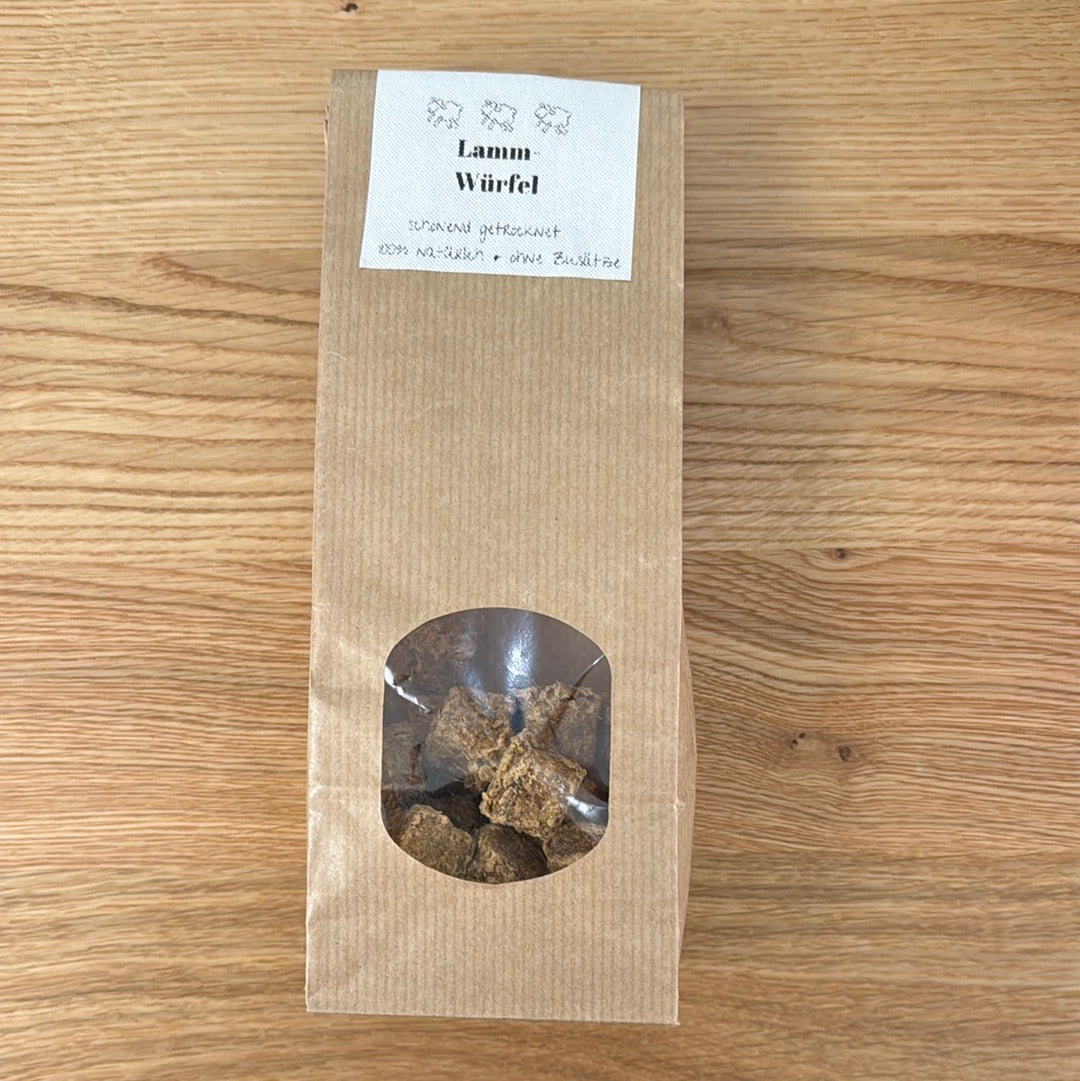 Lamm-
Würfel
schonend getrocknet
100% natürlich • ohne Zusätze